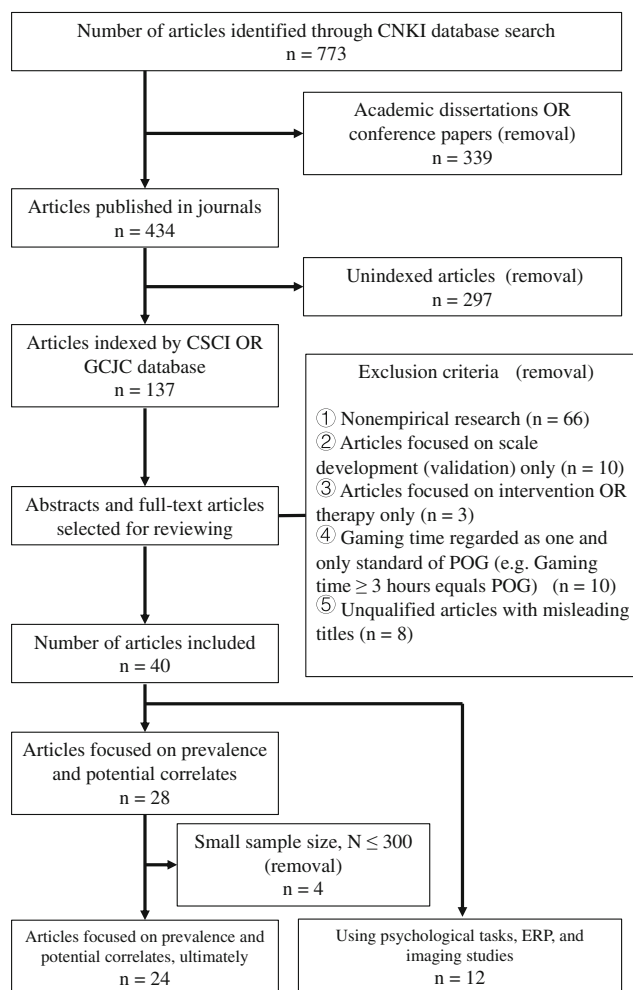 Number of articles identified through CNKI database search
n = 773
Academic dissertations OR
conference papers (removal)
n = 339
Articles published in journals
n = 434
Unindexed articles (removal)
n = 297
Articles indexed by CSCI OR
GCJC database
n = 137
Exclusion criteria (removal)
① Nonempirical research (n = 66)
② Articles focused on scale
development (validation) only (n = 10)
③ Articles focused on intervention OR
therapy only (n = 3)
④ Gaming time regarded as one and
only standard of POG (e.g. Gaming
time ≥ 3 hours equals POG) (n = 10)
⑤ Unqualified articles with misleading
titles (n = 8)
Abstracts and full-text articles
selected for reviewing
Number of articles included
n = 40
Articles focused on prevalence
and potential correlates
n = 28
Small sample size, N ≤ 300
(removal)
n = 4
Articles focused on prevalence and
potential correlates, ultimately
n = 24
Using psychological tasks, ERP, and
imaging studies
n = 12